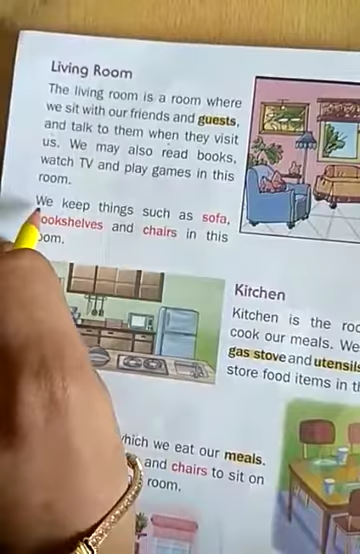 Living Room
The living room is a room where
we sit with our friends and guests,
and talk to them when they visit
us. We may also read books,
watch TV and play games in this
room.
We keep things such as sofa,
ookshelves and chairs in this
oom.
Kitchen
Kitchen is the roo
cook our meals. We
gas stove and utensils
store food items in th
hich we eat our meals.
and chairs to sit on
room.